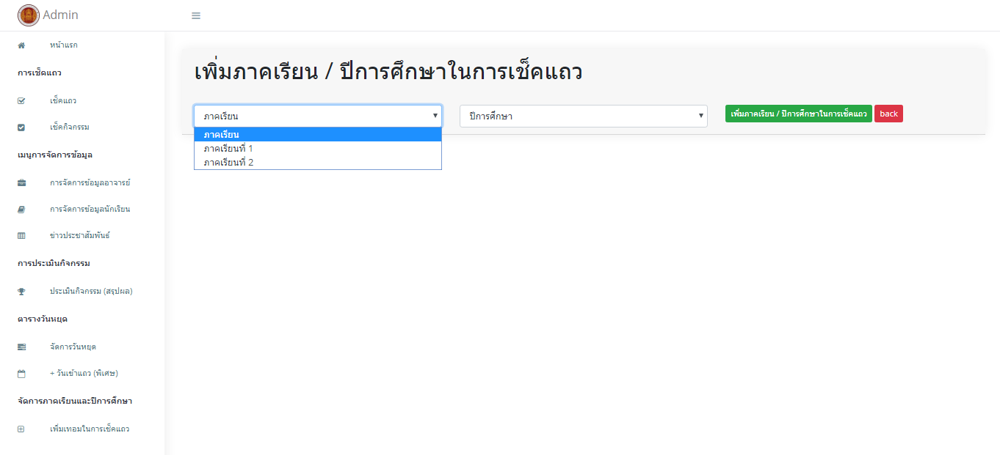 Admin
หน้าแรก
การเช็คแถว
เช็คแถว
เช็คกิจกรรม
เมนูการจัดการข้อมูล
การจัดการข้อมูลอาจารย์
การจัดการข้อมูลนักเรียน
ข่าวประชาสัมพันธ์
การประเมินกิจกรรม
ประเมินกิจกรรม (สรุปผล)
ตารางวันหยุด
จัดการวันหยุด
+ วันเข้าแถว (พิเศษ)
จัดการภาคเรียนและปีการศึกษา
เพิ่มเทอมในการเช็คแถว
เพิ่มภาคเรียน / ปีการศึกษาในการเช็คแถว
ภาคเรียน
ภาคเรียน
ภาคเรียนที่ 1
ภาคเรียนที่ 2
ปีการศึกษา
เพิ่มภาคเรียน / ปีการศึกษาในการเช็คแถว
back